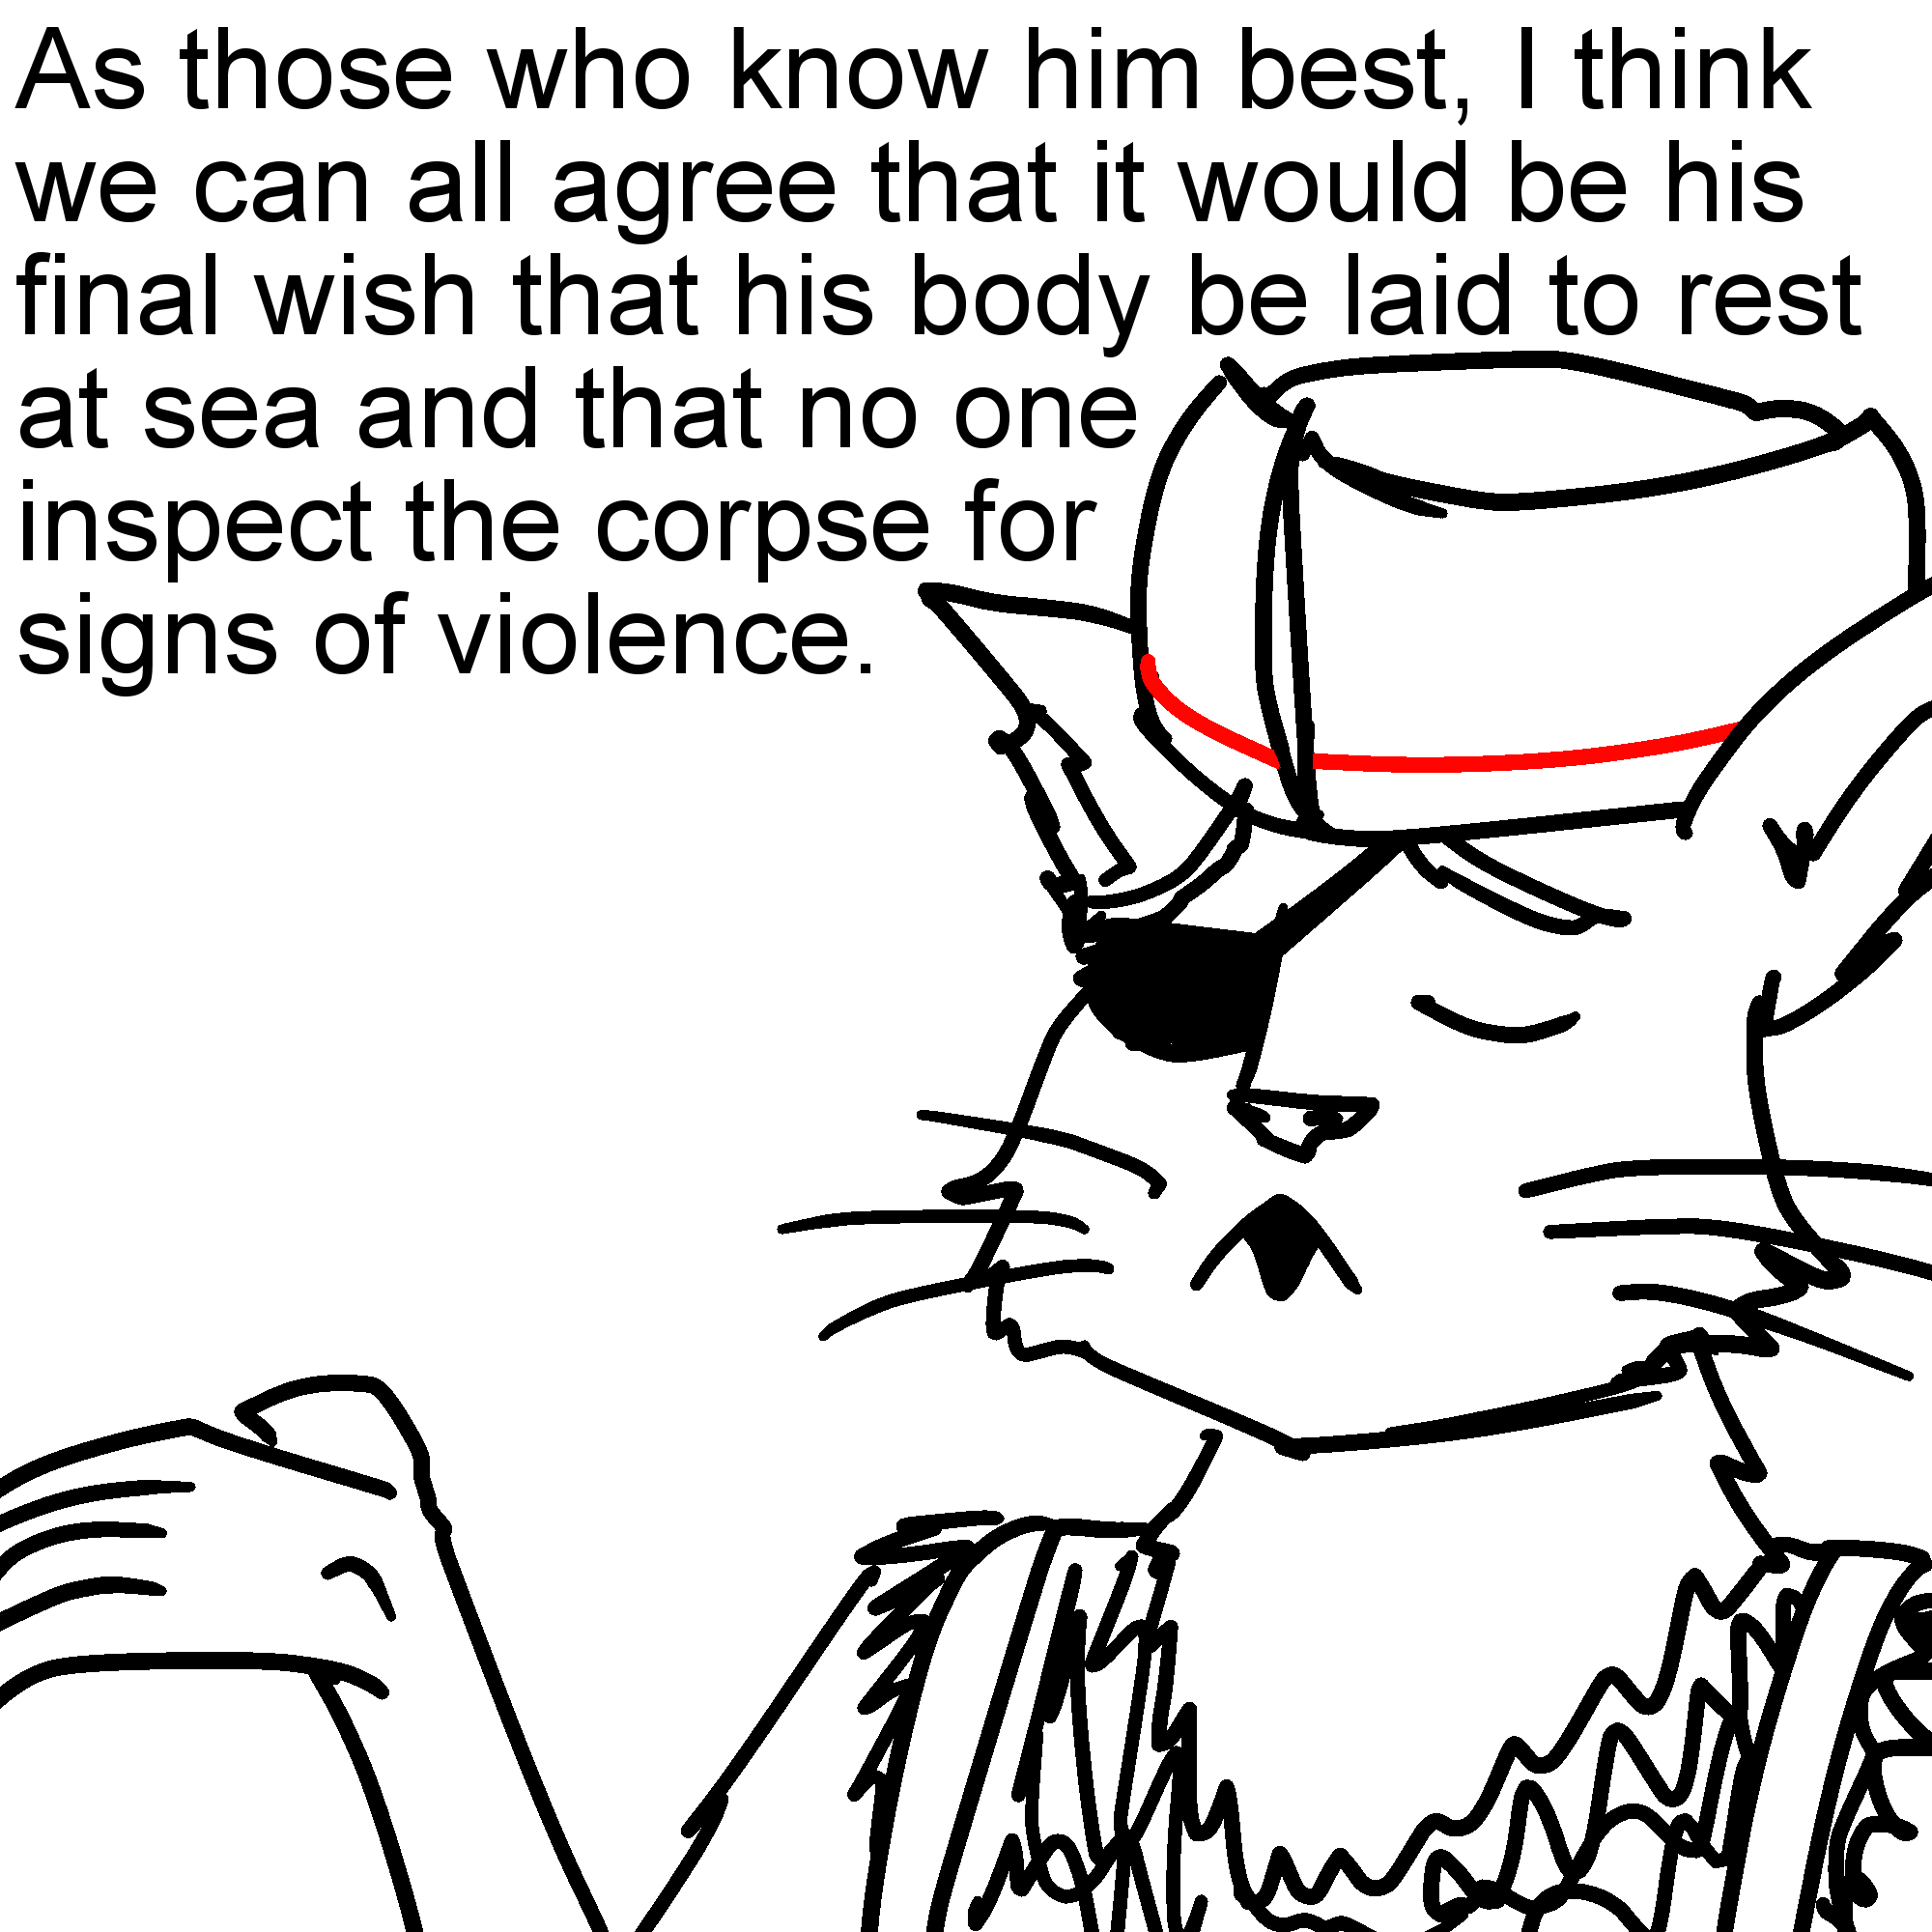 As those who know him best, I think
we can all agree that it would be his
final wish that his body be laid to rest
at sea and that no one
inspect the corpse for
signs of violence.